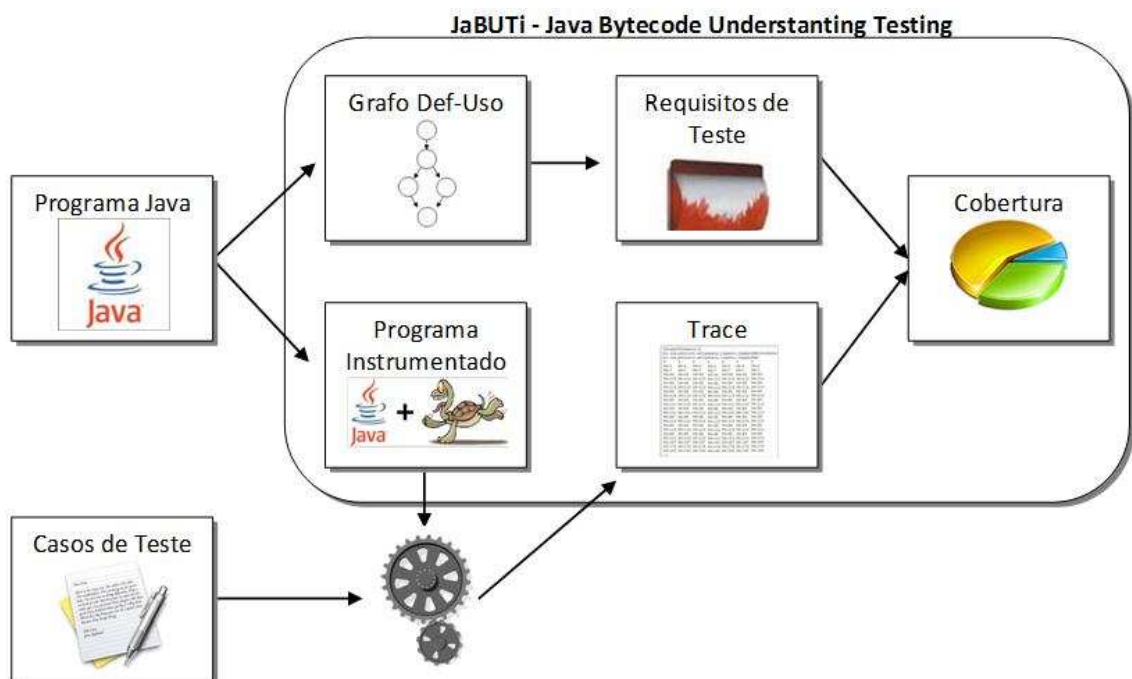 JaBUTi - Java Bytecode Understanting Testing
Grafo Def-Uso
Requisitos de
Teste
Programa Java
Java
Cobertura
Programa
Instrumentado
Java
+
Trace
Casos de Teste